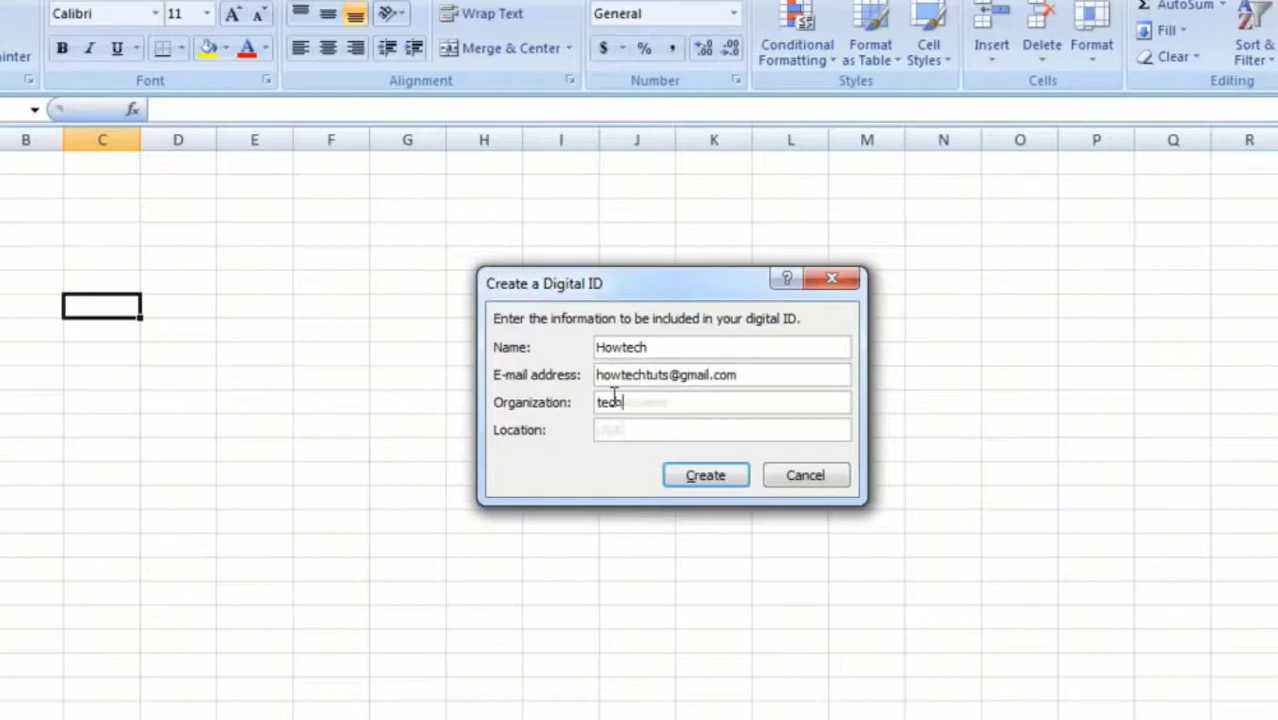 Calibri 11 A A Wrap Text General Σ AutoSum
inter B I U A Merge & Center $ % , Conditional Formatting Format as Table Cell Styles Insert Delete Format Fill Clear Sort & Filter
Font Alignment Number Styles Cells Editing
fx
B C D E F G H I J K L M N O P Q R
Create a Digital ID ?
Enter the information to be included in your digital ID.
Name: Howtech
E-mail address: howtechtuts@gmail.com
Organization: tech
Location:
Create Cancel